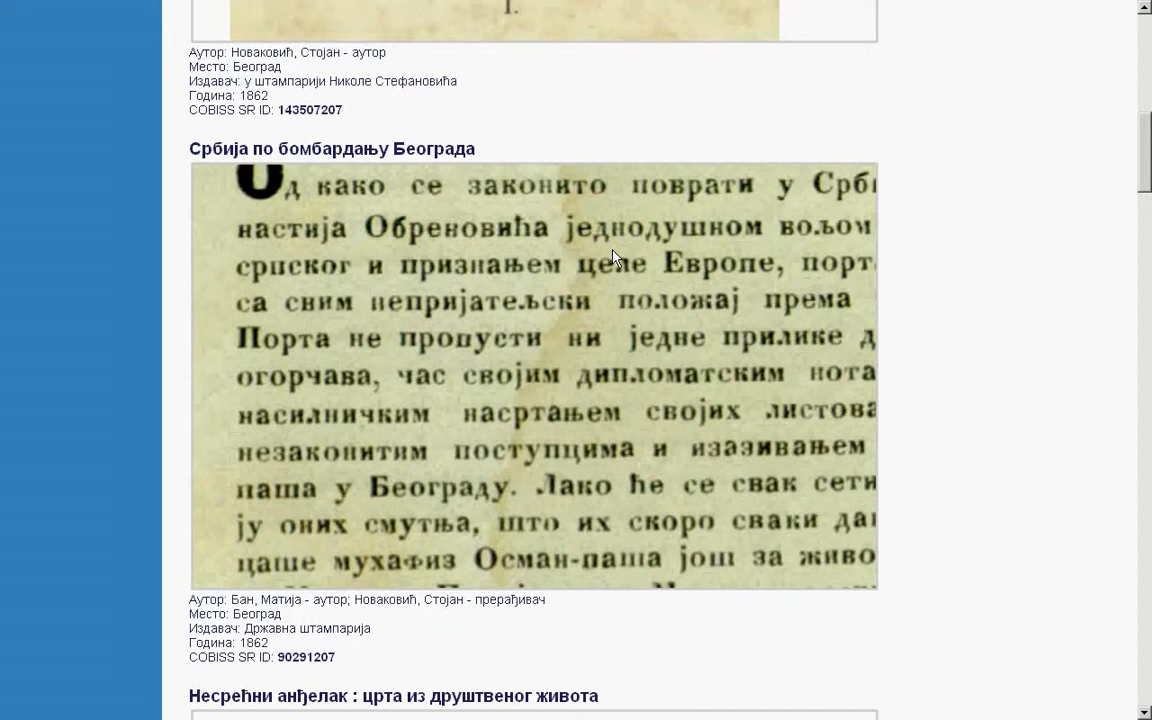 I.
Аутор: Новаковић, Стојан - аутор
Место: Београд
Издавач: у штампарији Николе Стефановића
Година: 1862
COBISS SR ID: 143507207
Србија по бомбардању Београда
Од како се законито поврати у Срби
настија Обреновића једнодушном вољом
српског и признањем целе Европе, порт
са сним непријатељски положај према
Порта не пропусти ни једне прилике д
огорчава, час својим дипломатским нота
насилничким насртањем својих листова
незаконитим поступцима и изазивањем
паша у Београду. Лако ће се свак сети
ју оних смутња, што их скоро сваки да
цаше мухафиз Осман-паша још за живо
Аутор: Бан, Матија - аутор; Новаковић, Стојан - прерађивач
Место: Београд
Издавач: Државна штампарија
Година: 1862
COBISS SR ID: 90291207
Несрећни анђелак : црта из друштвеног живота